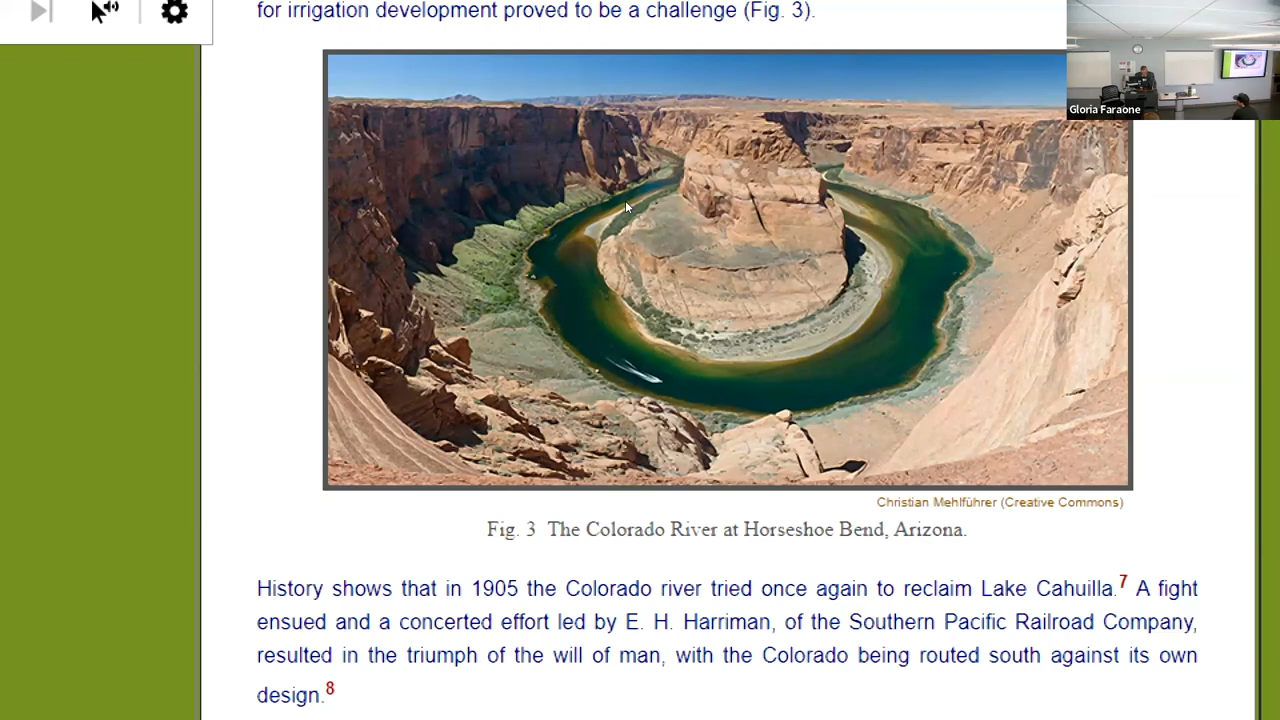 for irrigation development proved to be a challenge (Fig. 3).
Gloria Faraone
Christian Mehlführer (Creative Commons)
Fig. 3 The Colorado River at Horseshoe Bend, Arizona.
History shows that in 1905 the Colorado river tried once again to reclaim Lake Cahuilla.7 A fight
ensued and a concerted effort led by E. H. Harriman, of the Southern Pacific Railroad Company,
resulted in the triumph of the will of man, with the Colorado being routed south against its own
design.8